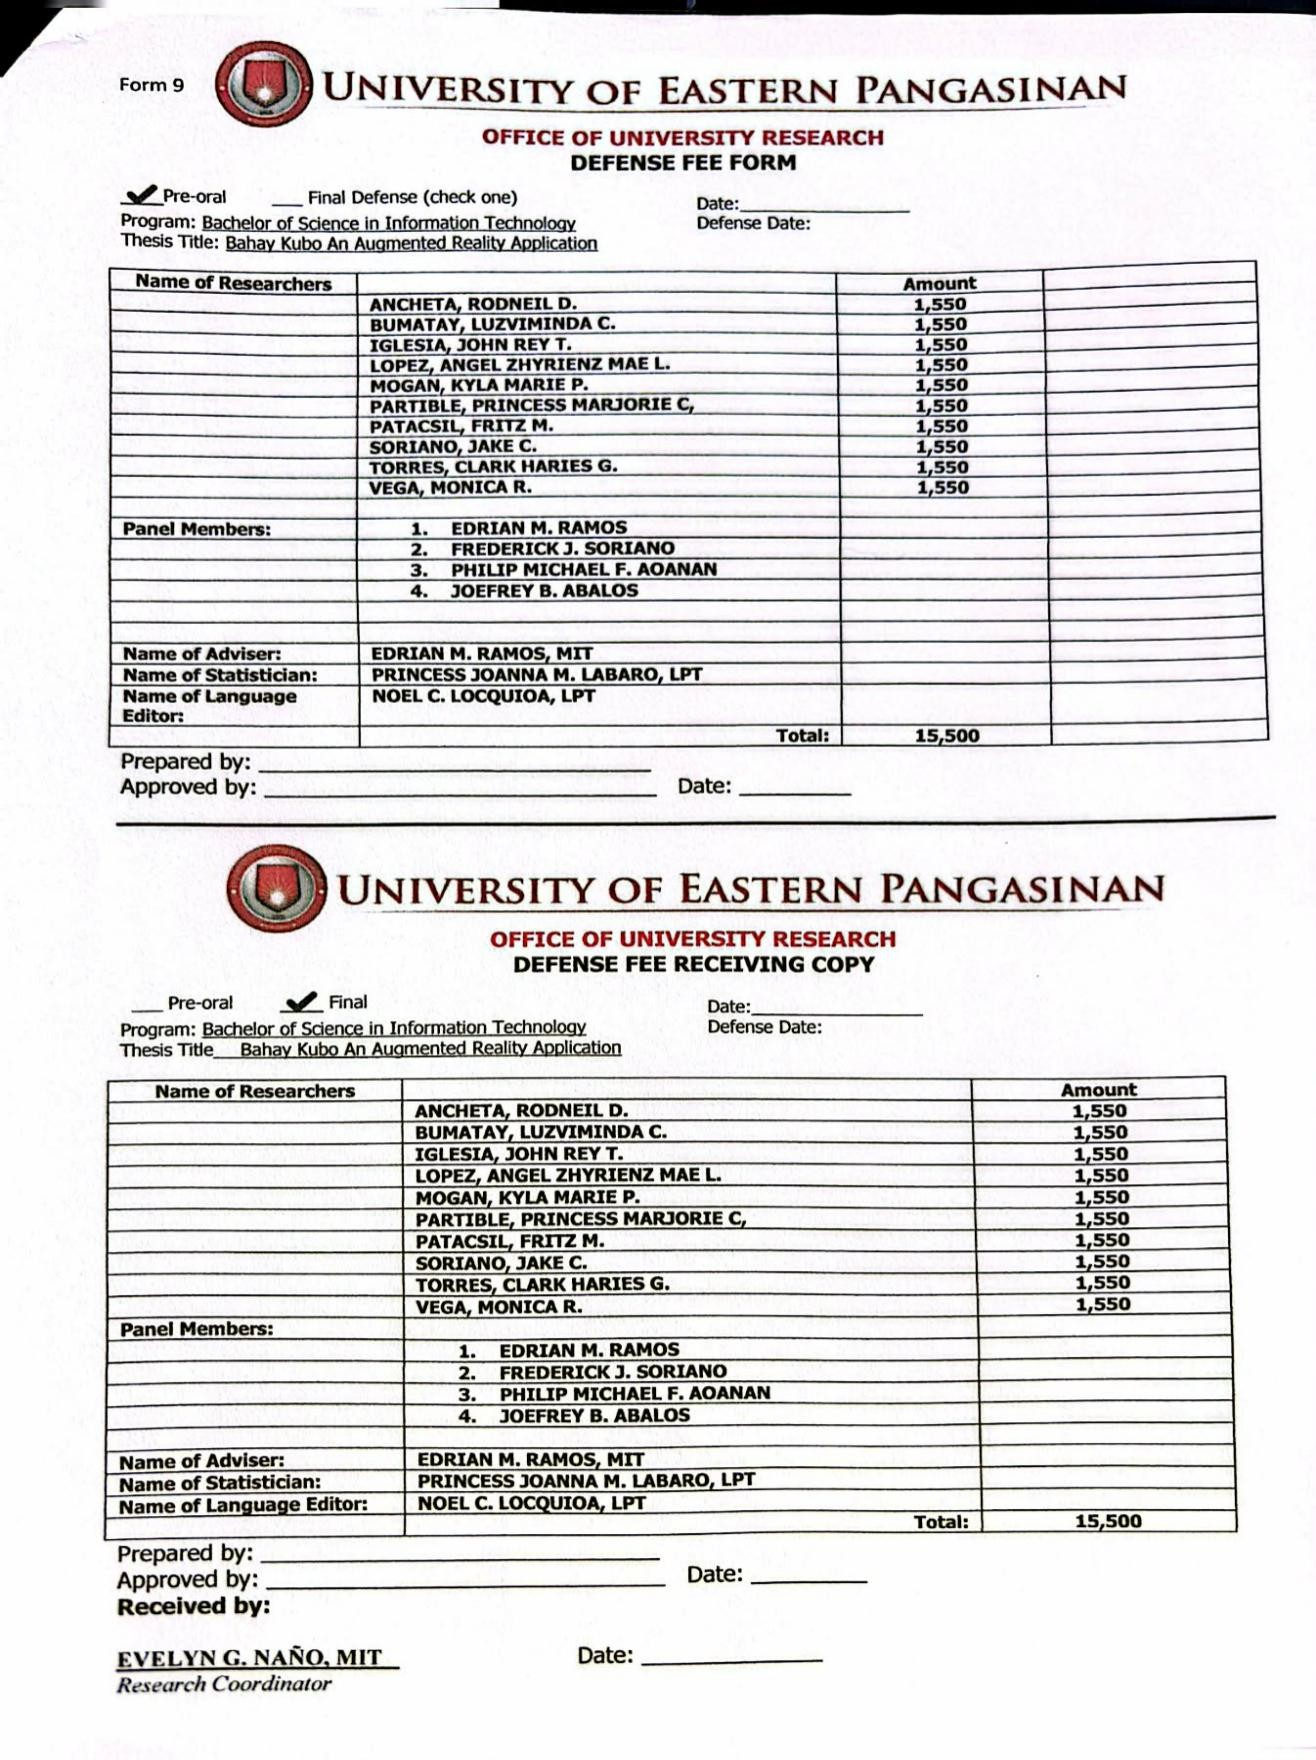 Form 9
UNIVERSITY OF EASTERN PANGASINAN
OFFICE OF UNIVERSITY RESEARCH
DEFENSE FEE FORM
✔ Pre-oral ___ Final Defense (check one) Date:____________
Program: Bachelor of Science in Information Technology Defense Date:
Thesis Title: Bahay Kubo An Augmented Reality Application
Name of Researchers Amount
ANCHETA, RODNEIL D. 1,550
BUMATAY, LUZVIMINDA C. 1,550
IGLESIA, JOHN REY T. 1,550
LOPEZ, ANGEL ZHYRIENZ MAE L. 1,550
MOGAN, KYLA MARIE P. 1,550
PARTIBLE, PRINCESS MARJORIE C, 1,550
PATACSIL, FRITZ M. 1,550
SORIANO, JAKE C. 1,550
TORRES, CLARK HARIES G. 1,550
VEGA, MONICA R. 1,550
Panel Members: 1. EDRIAN M. RAMOS
2. FREDERICK J. SORIANO
3. PHILIP MICHAEL F. AOANAN
4. JOEFREY B. ABALOS
Name of Adviser: EDRIAN M. RAMOS, MIT
Name of Statistician: PRINCESS JOANNA M. LABARO, LPT
Name of Language NOEL C. LOCQUIOA, LPT
Editor:
Total: 15,500
Prepared by: ____________
Approved by: ____________ Date: ________
UNIVERSITY OF EASTERN PANGASINAN
OFFICE OF UNIVERSITY RESEARCH
DEFENSE FEE RECEIVING COPY
___ Pre-oral ✔ Final Date:____________
Program: Bachelor of Science in Information Technology Defense Date:
Thesis Title__ Bahay Kubo An Augmented Reality Application
Name of Researchers Amount
ANCHETA, RODNEIL D. 1,550
BUMATAY, LUZVIMINDA C. 1,550
IGLESIA, JOHN REY T. 1,550
LOPEZ, ANGEL ZHYRIENZ MAE L. 1,550
MOGAN, KYLA MARIE P. 1,550
PARTIBLE, PRINCESS MARJORIE C, 1,550
PATACSIL, FRITZ M. 1,550
SORIANO, JAKE C. 1,550
TORRES, CLARK HARIES G. 1,550
VEGA, MONICA R. 1,550
Panel Members:
1. EDRIAN M. RAMOS
2. FREDERICK J. SORIANO
3. PHILIP MICHAEL F. AOANAN
4. JOEFREY B. ABALOS
Name of Adviser: EDRIAN M. RAMOS, MIT
Name of Statistician: PRINCESS JOANNA M. LABARO, LPT
Name of Language Editor: NOEL C. LOCQUIOA, LPT
Total: 15,500
Prepared by: ____________
Approved by: ____________ Date: ________
Received by:
EVELYN G. NAÑO, MIT Date: ____________
Research Coordinator